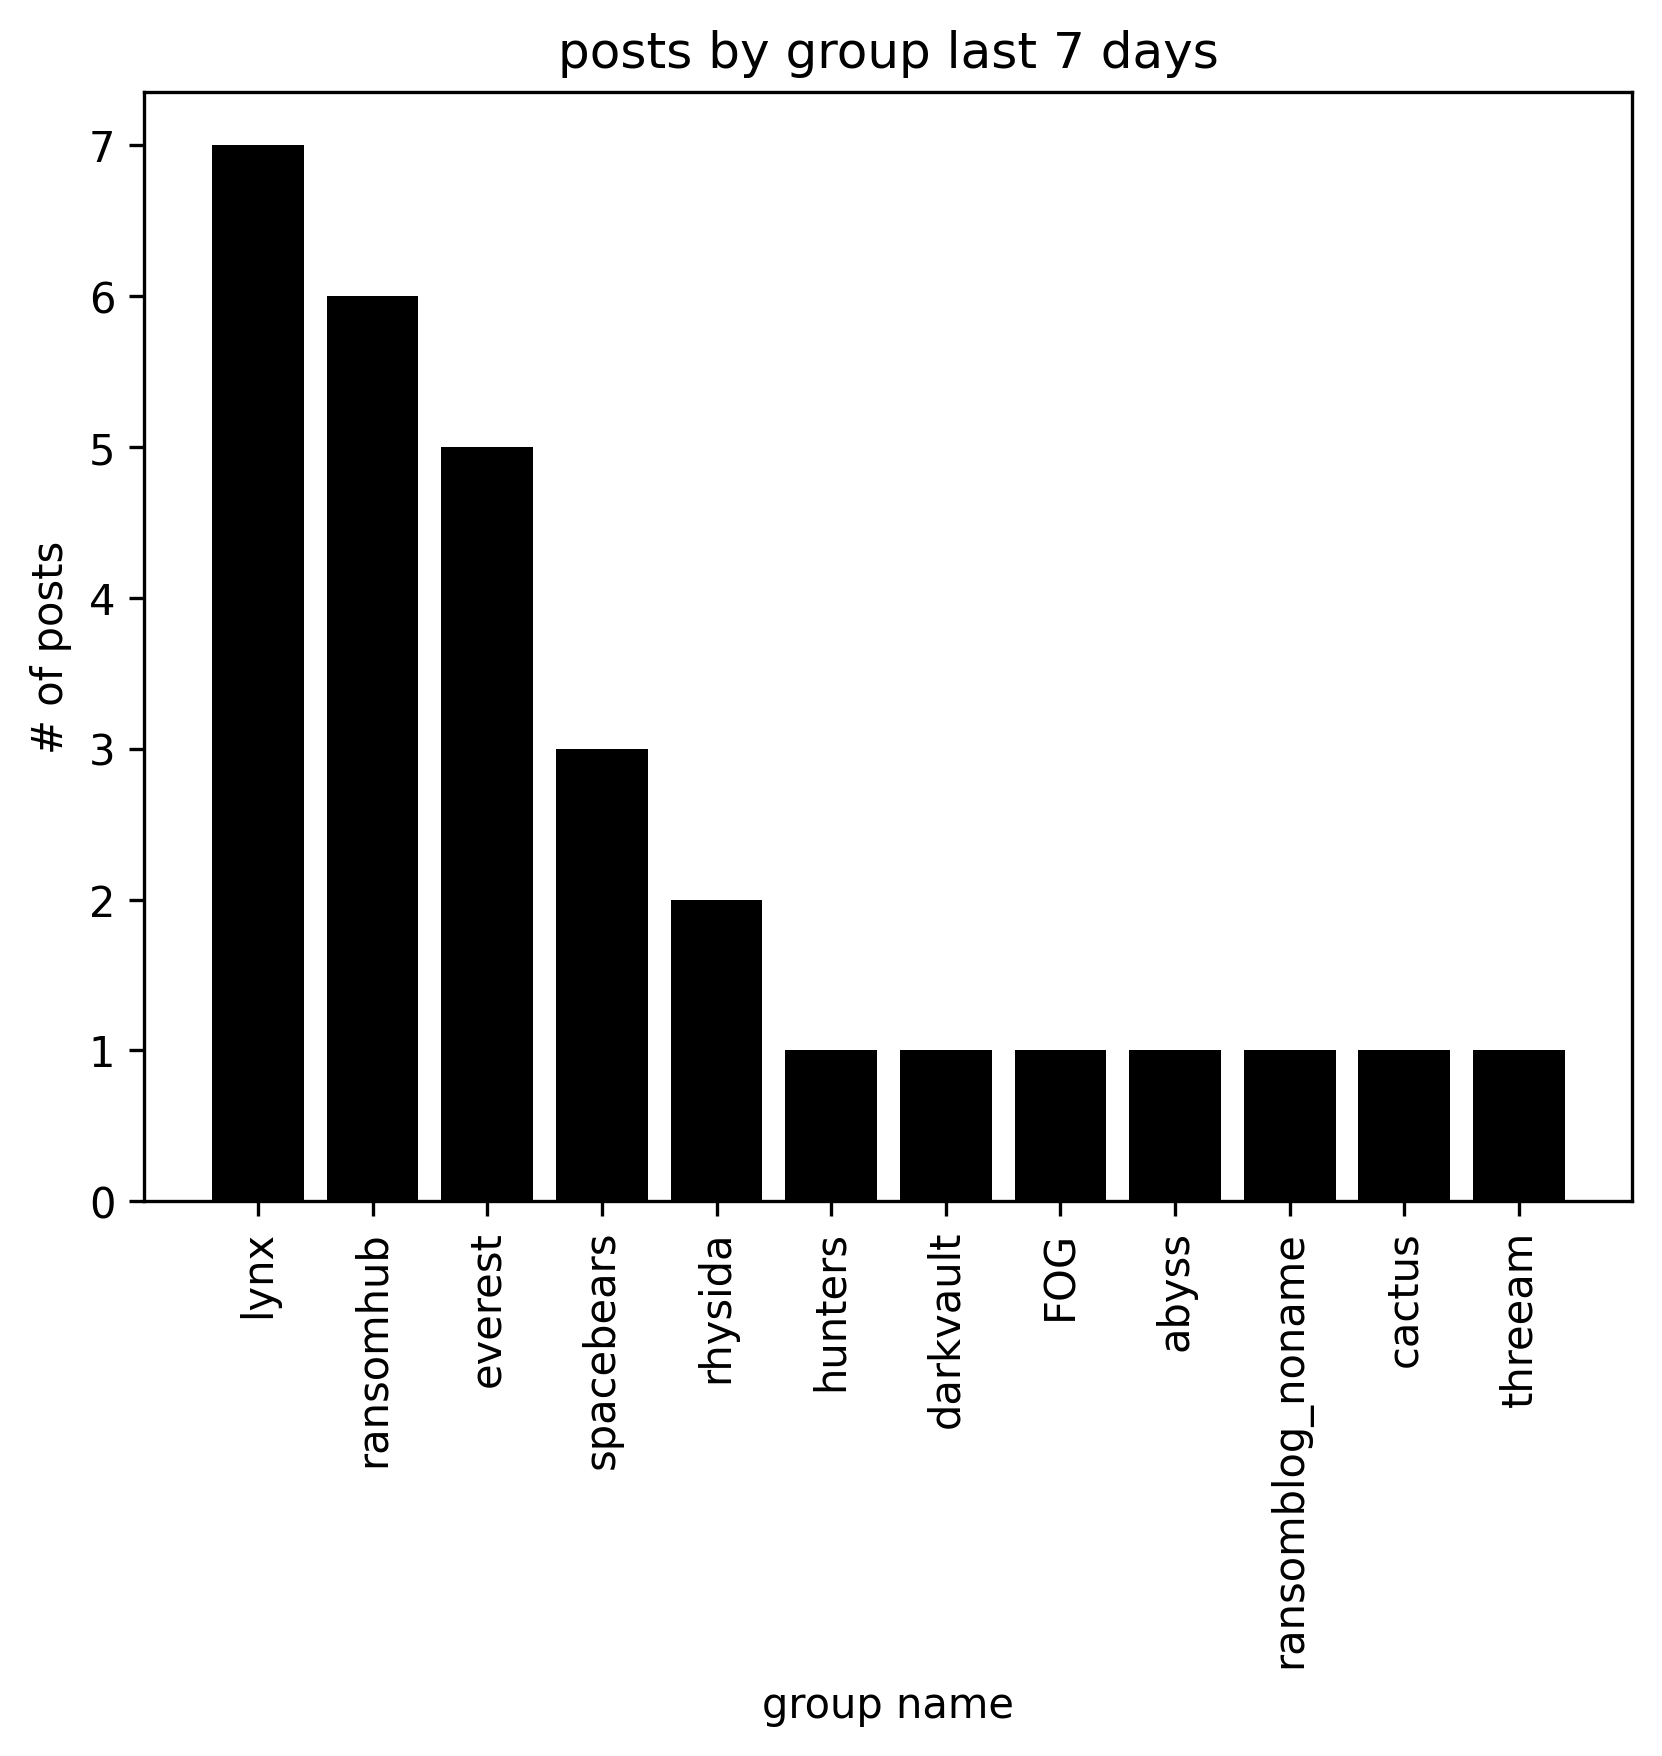 posts by group last 7 days
# of posts
7
6
5
4
3
2
1
0
lynx
ransomhub
everest
spacebears
rhysida
hunters
darkvault
FOG
abyss
ransomblog_noname
cactus
threeam
group name